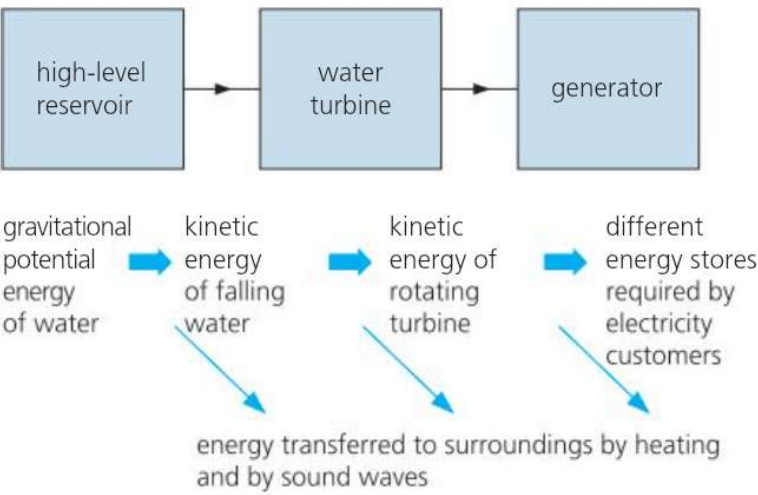 high-level
reservoir
water
turbine
generator
gravitational
potential
energy
of water
kinetic
energy
of falling
water
kinetic
energy of
rotating
turbine
different
energy stores
required by
electricity
customers
energy transferred to surroundings by heating
and by sound waves